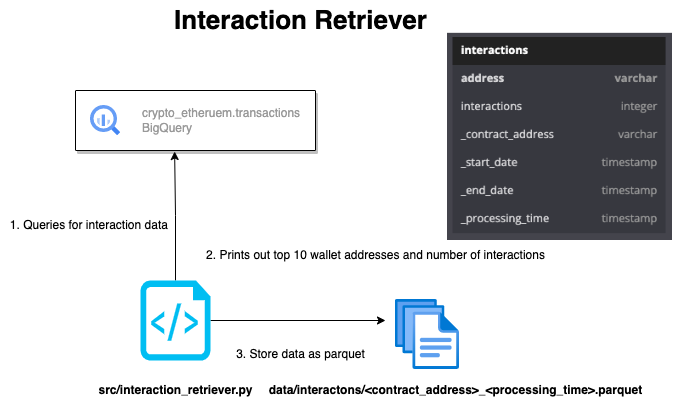 Interaction Retriever
interactions
address varchar
interactions integer
_contract_address varchar
_start_date timestamp
_end_date timestamp
_processing_time timestamp
crypto_etheruem.transactions
BigQuery
1. Queries for interaction data
2. Prints out top 10 wallet addresses and number of interactions
3. Store data as parquet
src/interaction_retriever.py
data/interactons/<contract_address>_<processing_time>.parquet